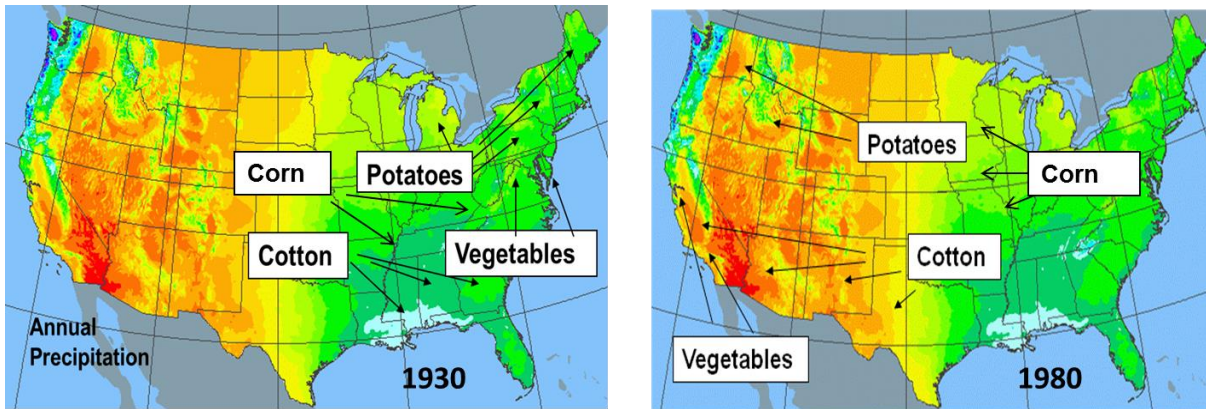 Corn
Potatoes
Cotton
Vegetables
Annual
Precipitation
1930
Potatoes
Corn
Cotton
Vegetables
1980